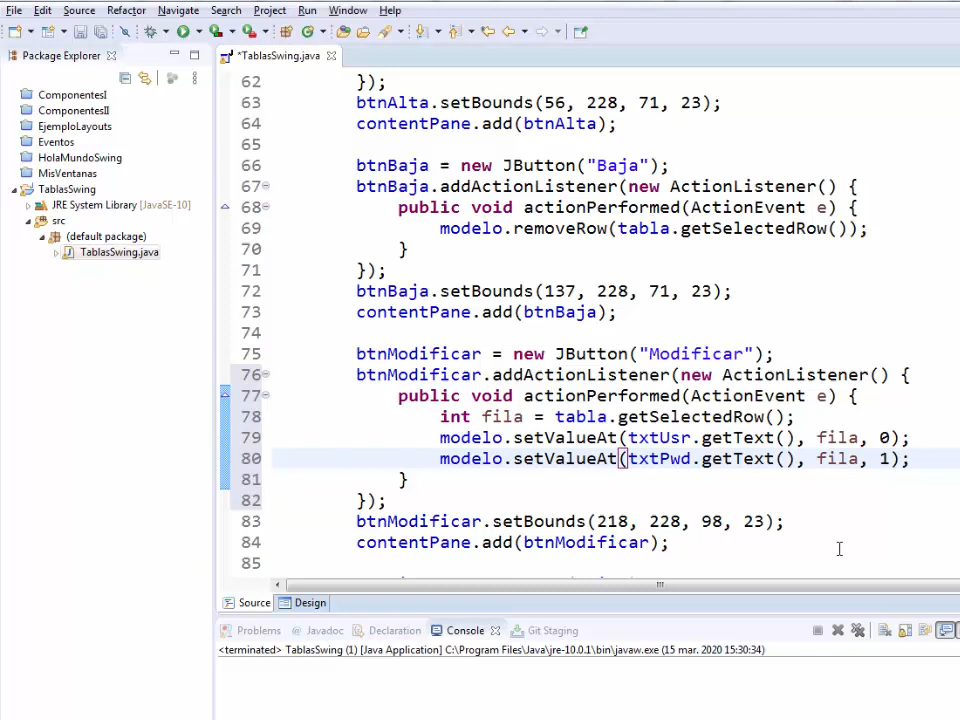 File Edit Source Refactor Navigate Search Project Run Window Help
Package Explorer
*TablasSwing.java
ComponentesI
ComponentesII
EjemploLayouts
Eventos
HolaMundoSwing
MisVentanas
TablasSwing
JRE System Library [JavaSE-10]
src
(default package)
TablasSwing.java
62 });
63 btnAlta.setBounds(56, 228, 71, 23);
64 contentPane.add(btnAlta);
65
66 btnBaja = new JButton("Baja");
67 btnBaja.addActionListener(new ActionListener() {
68 public void actionPerformed(ActionEvent e) {
69 modelo.removeRow(tabla.getSelectedRow());
70 }
71 });
72 btnBaja.setBounds(137, 228, 71, 23);
73 contentPane.add(btnBaja);
74
75 btnModificar = new JButton("Modificar");
76 btnModificar.addActionListener(new ActionListener() {
77 public void actionPerformed(ActionEvent e) {
78 int fila = tabla.getSelectedRow();
79 modelo.setValueAt(txtUsr.getText(), fila, 0);
80 modelo.setValueAt(txtPwd.getText(), fila, 1);
81 }
82 });
83 btnModificar.setBounds(218, 228, 98, 23);
84 contentPane.add(btnModificar);
85
Source Design
Problems Javadoc Declaration Console Git Staging
<terminated> TablasSwing (1) [Java Application] C:\Program Files\Java\jre-10.0.1\bin\javaw.exe (15 mar. 2020 15:30:34)